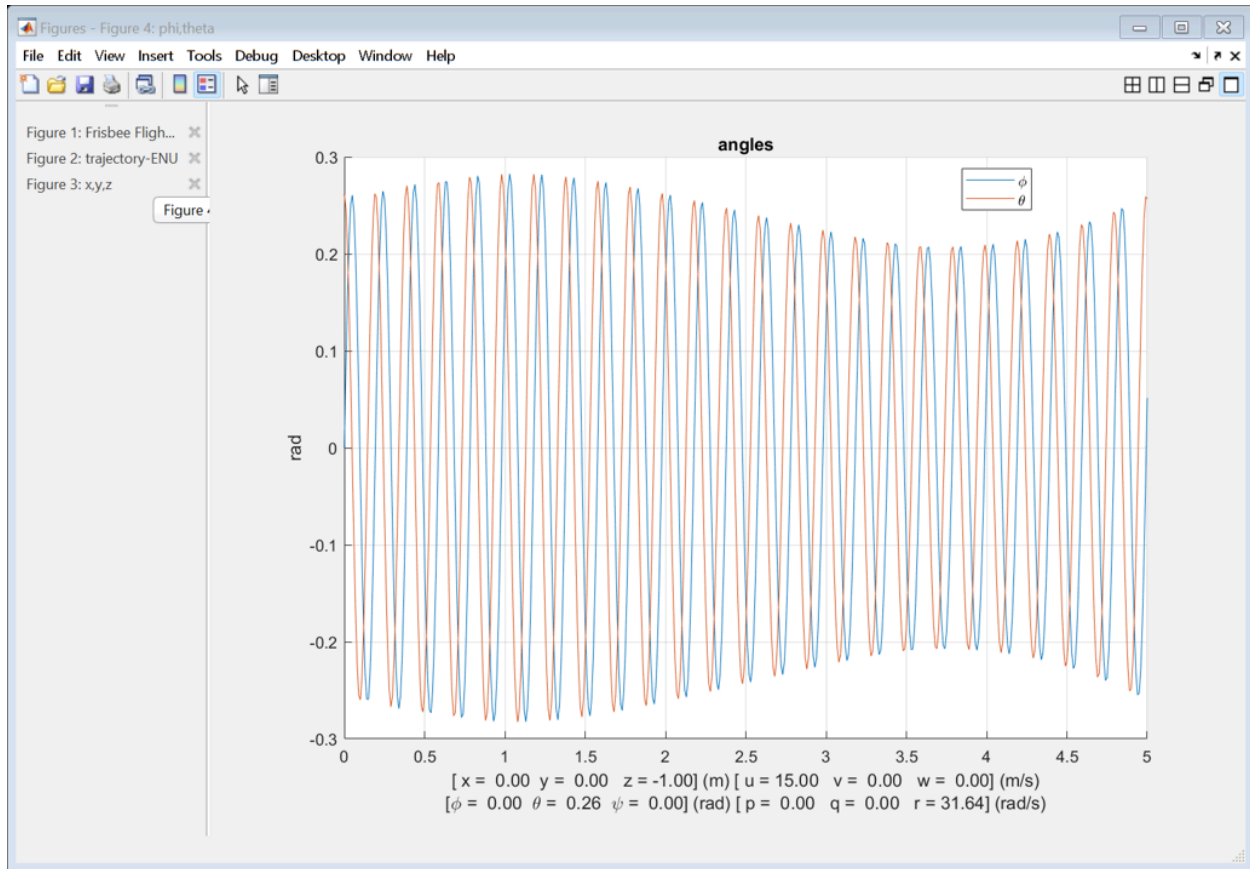 Figures - Figure 4: phi,theta
File Edit View Insert Tools Debug Desktop Window Help
Figure 1: Frisbee Fligh...
Figure 2: trajectory-ENU
Figure 3: x,y,z
Figure
angles
ϕ
θ
rad
0.3
0.2
0.1
0
-0.1
-0.2
-0.3
0 0.5 1 1.5 2 2.5 3 3.5 4 4.5 5
[ x = 0.00 y = 0.00 z = -1.00] (m) [ u = 15.00 v = 0.00 w = 0.00] (m/s)
[ϕ = 0.00 θ = 0.26 ψ = 0.00] (rad) [ p = 0.00 q = 0.00 r = 31.64] (rad/s)